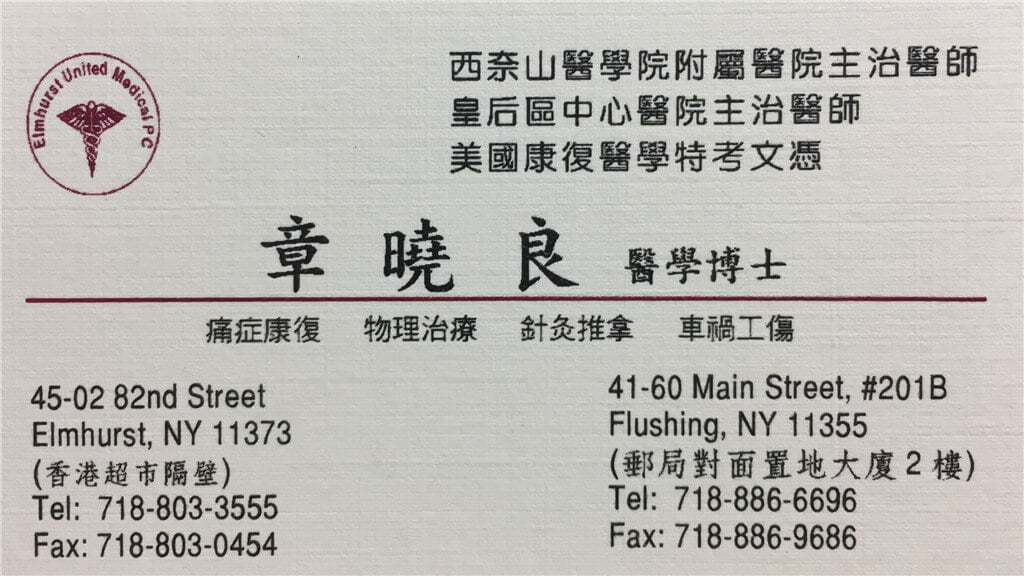 Elmhurst United Medical PC
西奈山醫學院附屬醫院主治醫師
皇后區中心醫院主治醫師
美國康復醫學特考文憑
章曉良 醫學博士
痛症康復 物理治療 針灸推拿 車禍工傷
45-02 82nd Street
Elmhurst, NY 11373
(香港超市隔壁)
Tel: 718-803-3555
Fax: 718-803-0454
41-60 Main Street, #201B
Flushing, NY 11355
(郵局對面置地大廈2樓)
Tel: 718-886-6696
Fax: 718-886-9686